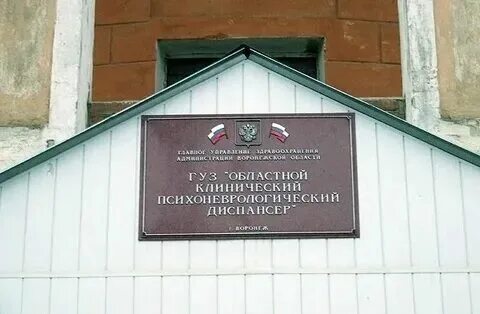 ГЛАВНОЕ УПРАВЛЕНИЕ ЗДРАВООХРАНЕНИЯ
АДМИНИСТРАЦИИ ВОРОНЕЖСКОЙ ОБЛАСТИ
ГУЗ "ОБЛАСТНОЙ
КЛИНИЧЕСКИЙ
ПСИХОНЕВРОЛОГИЧЕСКИЙ
ДИСПАНСЕР"
Г. ВОРОНЕЖ